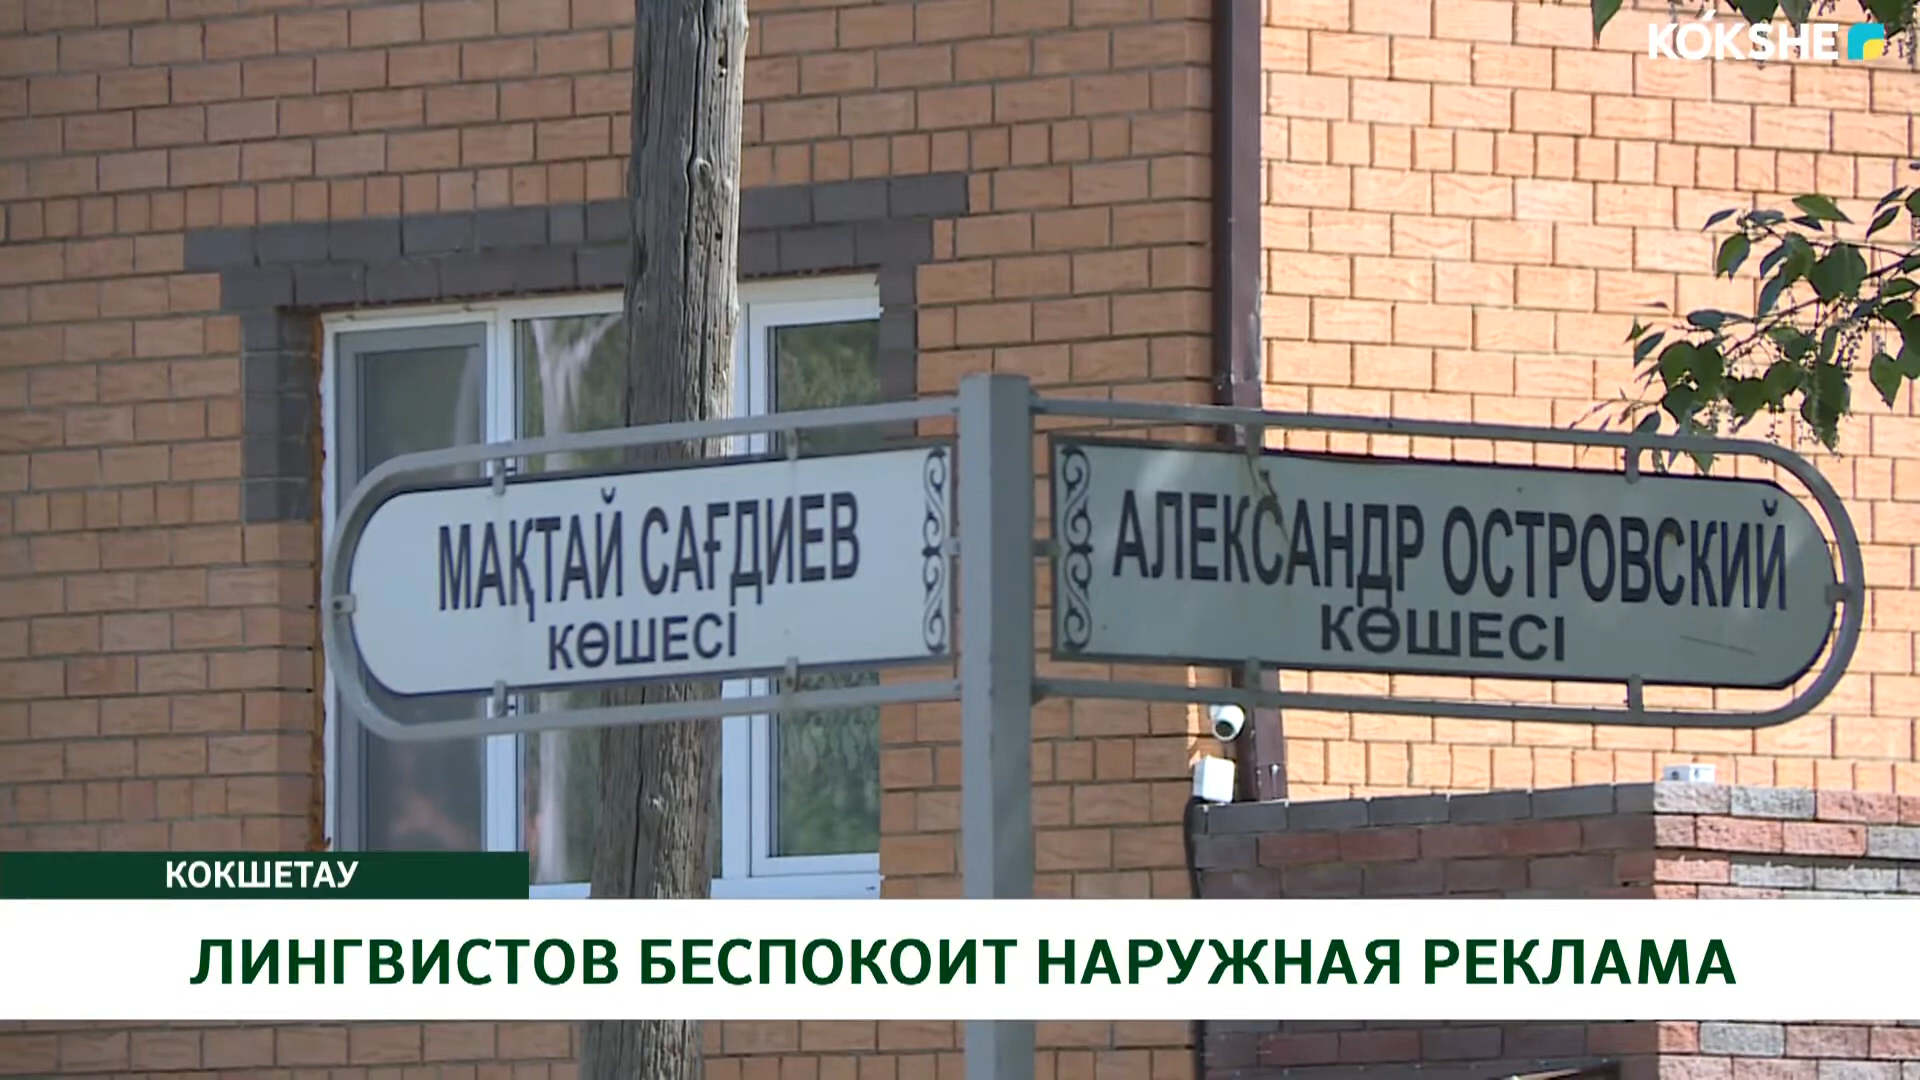 KÓKSHE
МАҚТАЙ САҒДИЕВ
КӨШЕСІ
АЛЕКСАНДР ОСТРОВСКИЙ
КӨШЕСІ
КОКШЕТАУ
ЛИНГВИСТОВ БЕСПОКОИТ НАРУЖНАЯ РЕКЛАМА